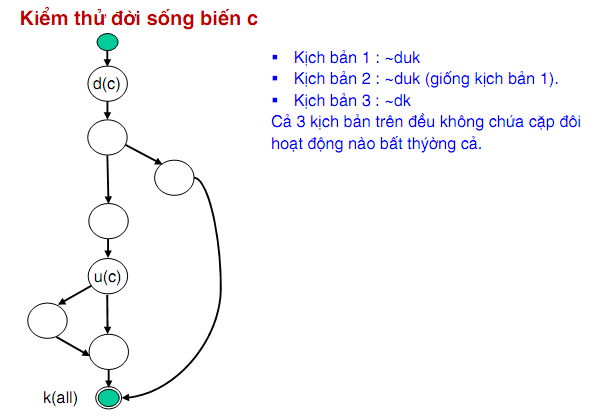 Kiểm thử đời sống biến c
d(c)
u(c)
k(all)
▪ Kịch bản 1 : ~duk
▪ Kịch bản 2 : ~duk (giống kịch bản 1).
▪ Kịch bản 3 : ~dk
Cả 3 kịch bản trên đều không chứa cặp đôi
hoạt động nào bất thýờng cả.